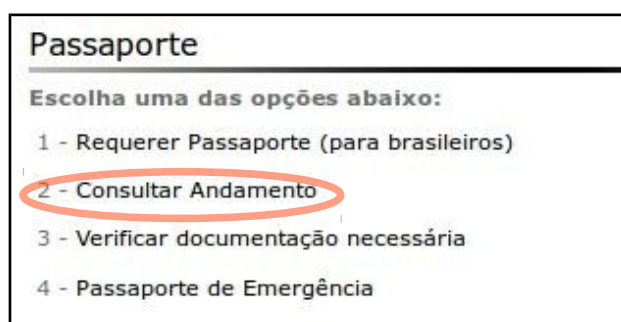 Passaporte
Escolha uma das opções abaixo:
1 - Requerer Passaporte (para brasileiros)
2 - Consultar Andamento
3 - Verificar documentação necessária
4 - Passaporte de Emergência